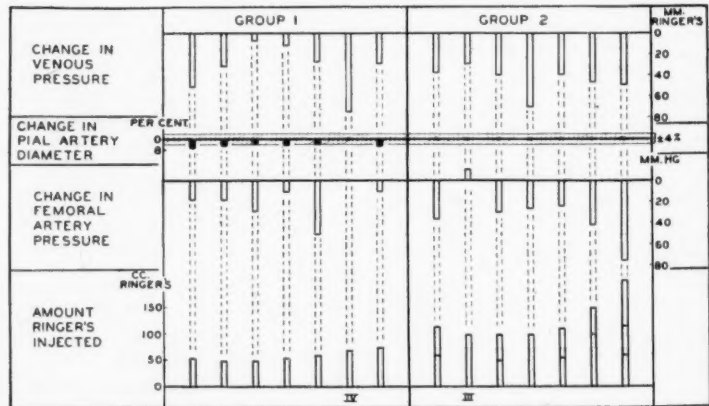 GROUP 1
GROUP 2
MM.
RINGER'S
CHANGE IN
VENOUS
PRESSURE
0
20
40
60
80
CHANGE IN
PIAL ARTERY
DIAMETER
PER CENT.
0
8
±4%
MM. HG
CHANGE IN
FEMORAL
ARTERY
PRESSURE
0
20
40
60
80
AMOUNT
RINGER'S
INJECTED
CC.
RINGER'S
150
100
50
0
IV
III